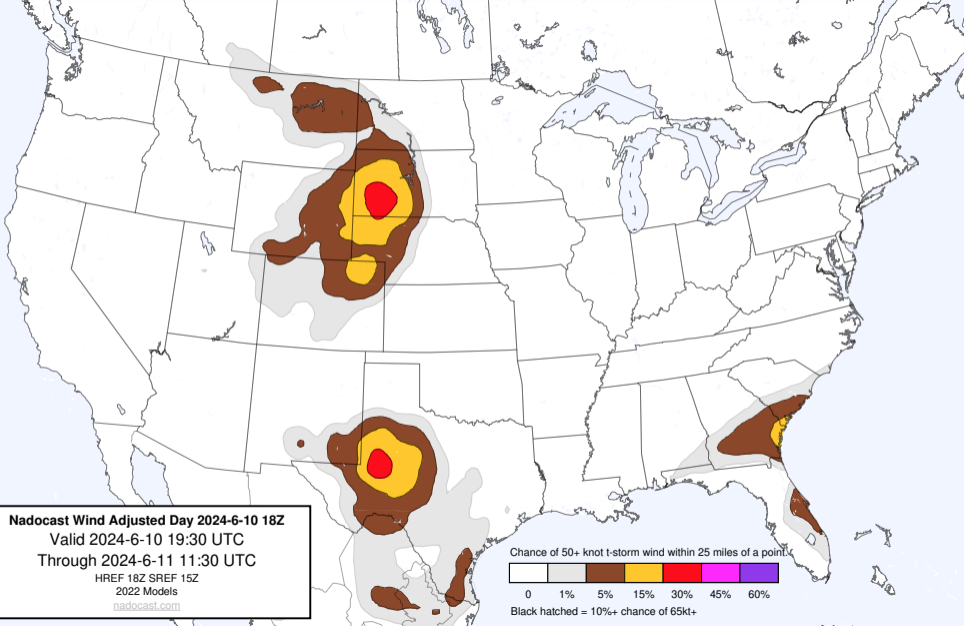 Nadocast Wind Adjusted Day 2024-6-10 18Z
Valid 2024-6-10 19:30 UTC
Through 2024-6-11 11:30 UTC
HREF 18Z SREF 15Z
2022 Models
nadocast.com
Chance of 50+ knot t-storm wind within 25 miles of a point.
0 1% 5% 15% 30% 45% 60%
Black hatched = 10%+ chance of 65kt+